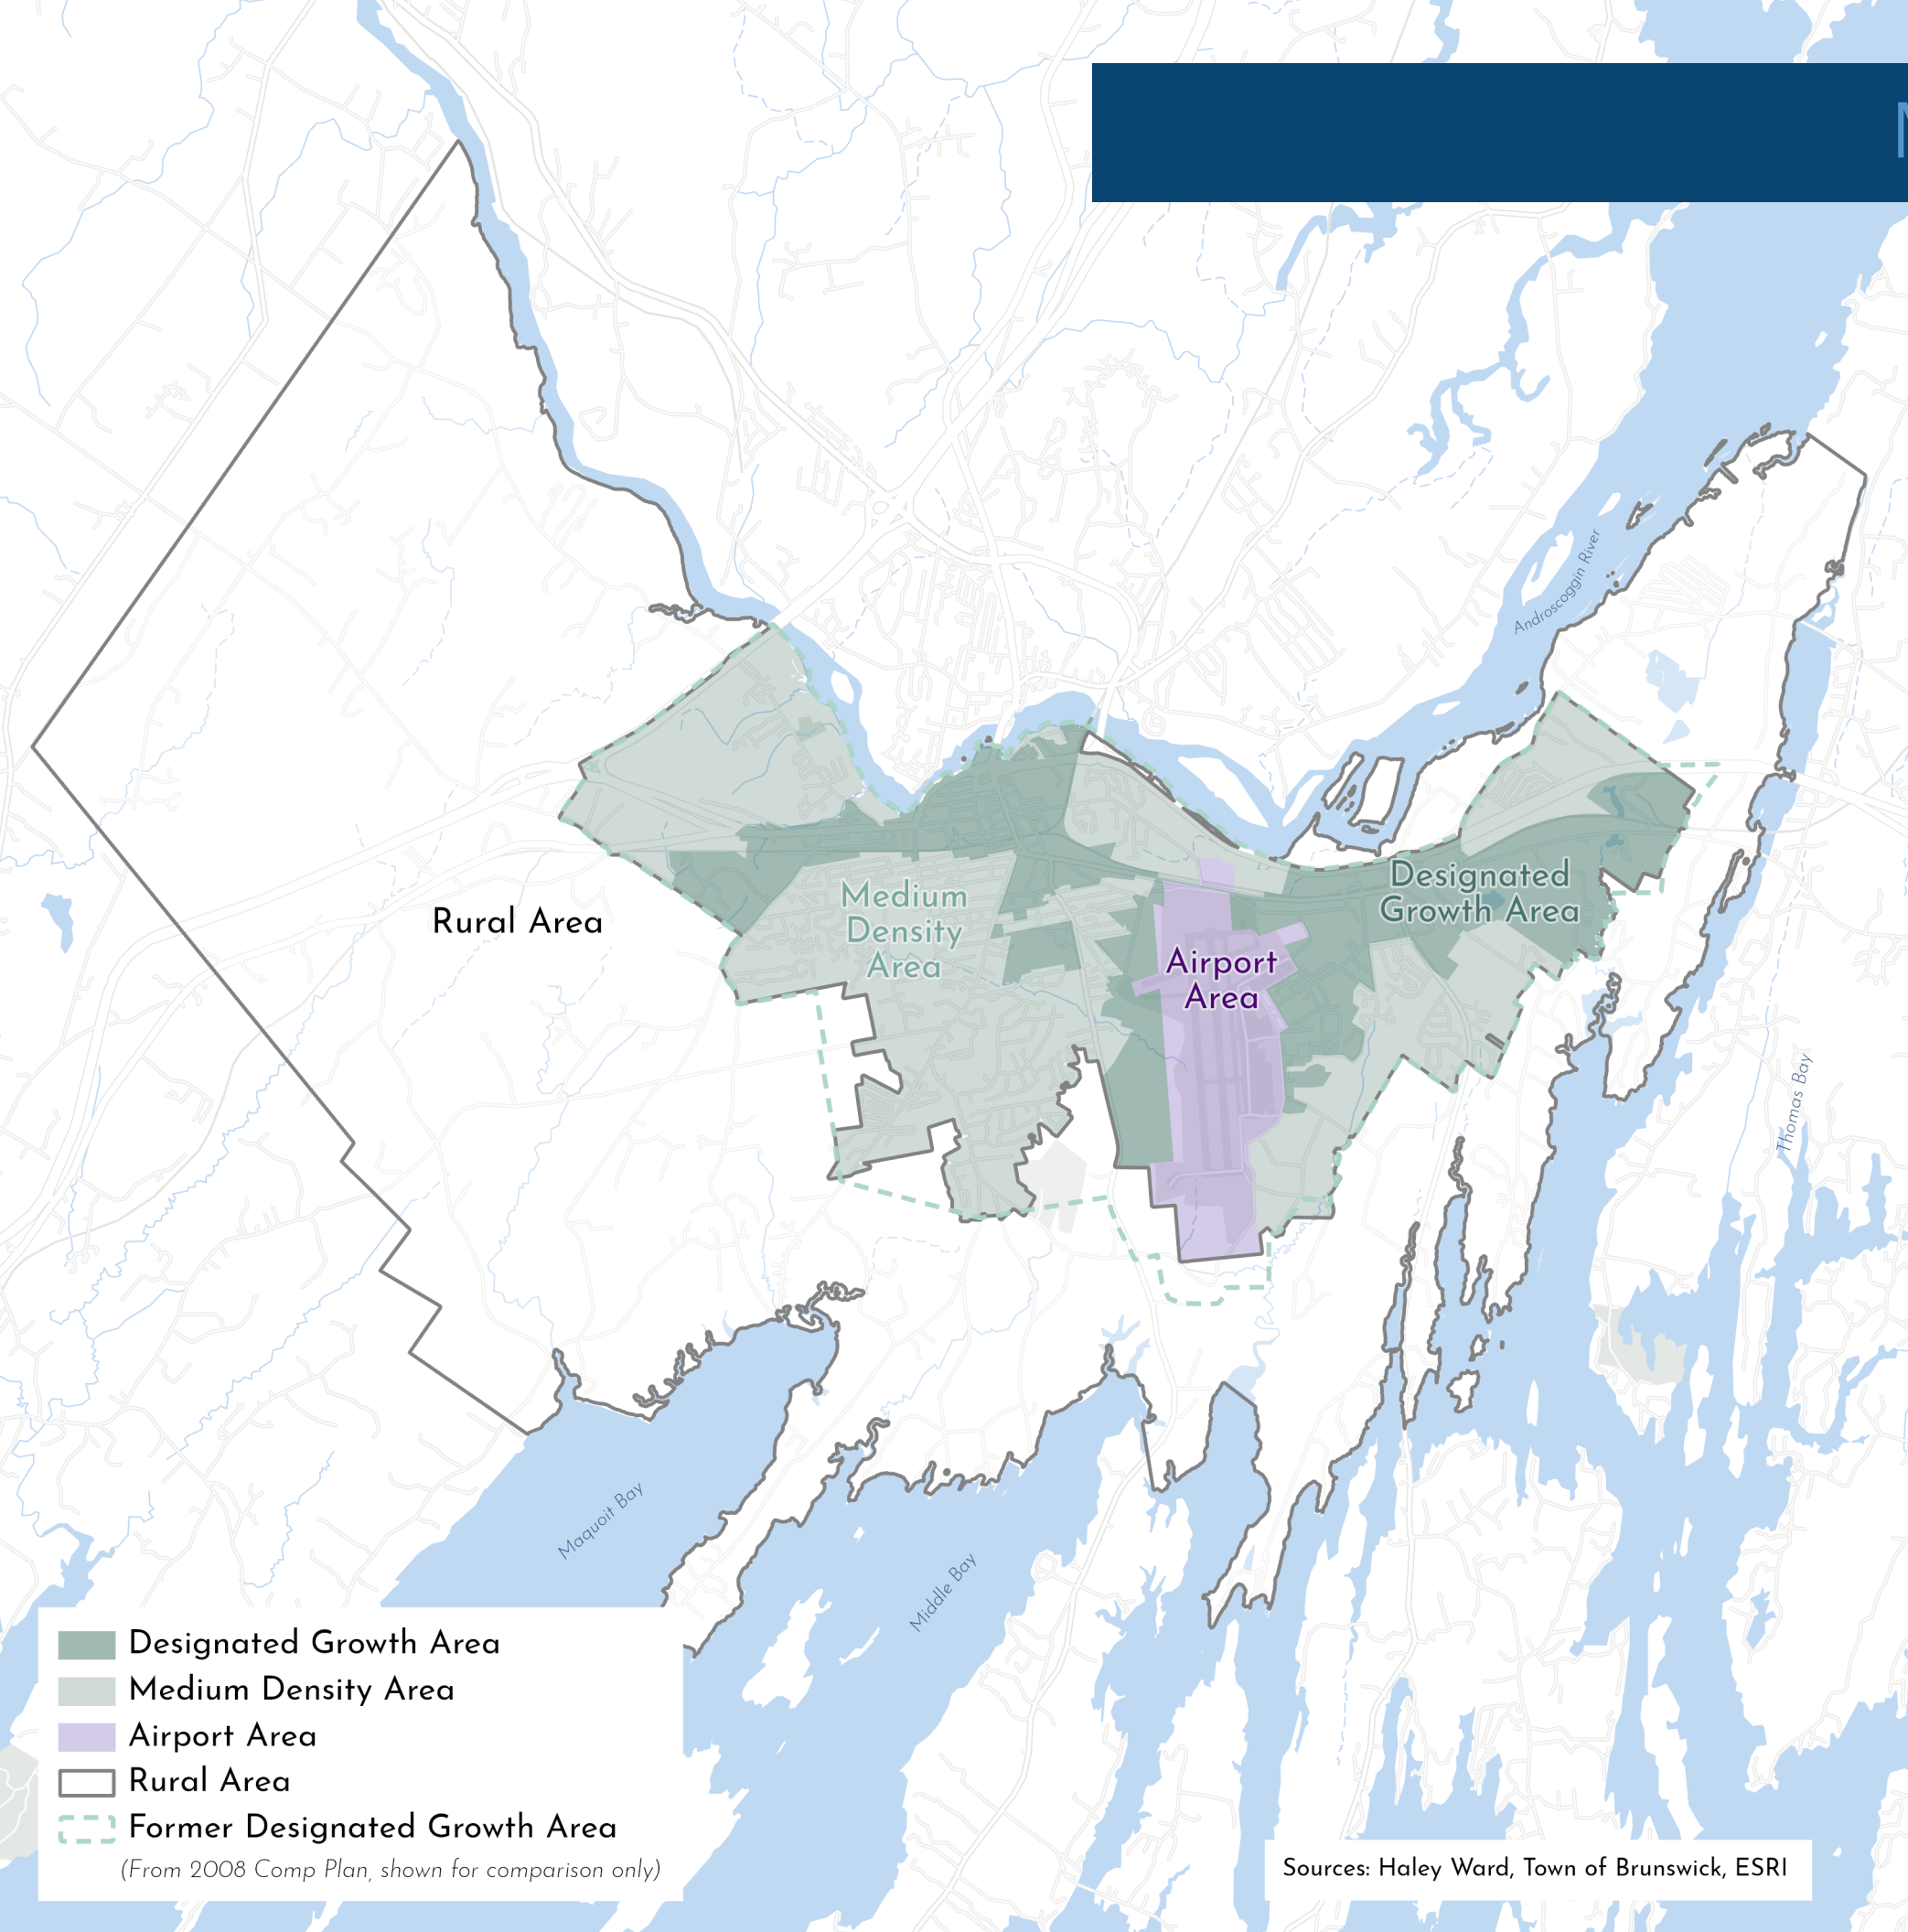 Androscoggin River
Rural Area
Medium
Density
Area
Designated
Growth Area
Airport
Area
Thomas Bay
Maquoit Bay
Middle Bay
Designated Growth Area
Medium Density Area
Airport Area
Rural Area
Former Designated Growth Area
(From 2008 Comp Plan, shown for comparison only)
Sources: Haley Ward, Town of Brunswick, ESRI